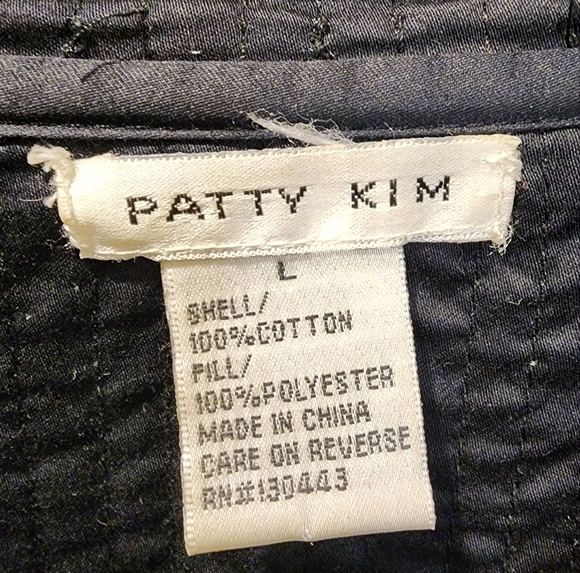 PATTY KIM
L
SHELL/
100%COTTON
FILL/
100%POLYESTER
MADE IN CHINA
CARE ON REVERSE
RN#130443